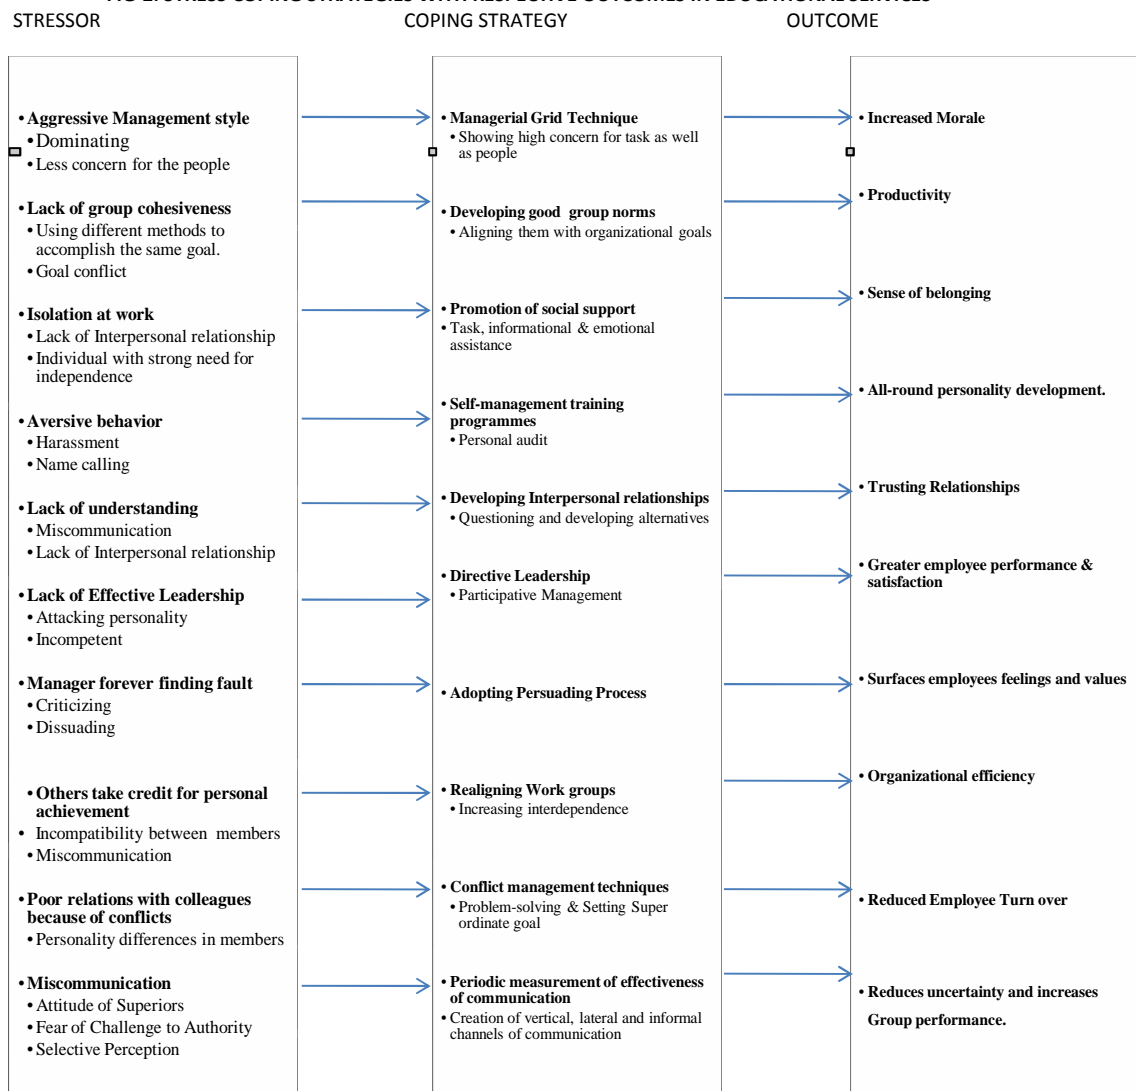 STRESSOR
COPING STRATEGY
OUTCOME
• Aggressive Management style
• Dominating
• Less concern for the people
• Lack of group cohesiveness
• Using different methods to
accomplish the same goal.
• Goal conflict
• Isolation at work
• Lack of Interpersonal relationship
• Individual with strong need for
independence
• Aversive behavior
• Harassment
• Name calling
• Lack of understanding
• Miscommunication
• Lack of Interpersonal relationship
• Lack of Effective Leadership
• Attacking personality
• Incompetent
• Manager forever finding fault
• Criticizing
• Dissuading
• Others take credit for personal
achievement
• Incompatibility between members
• Miscommunication
• Poor relations with colleagues
because of conflicts
• Personality differences in members
• Miscommunication
• Attitude of Superiors
• Fear of Challenge to Authority
• Selective Perception
• Managerial Grid Technique
• Showing high concern for task as well
as people
• Developing good group norms
• Aligning them with organizational goals
• Promotion of social support
• Task, informational & emotional
assistance
• Self-management training
programmes
• Personal audit
• Developing Interpersonal relationships
• Questioning and developing alternatives
• Directive Leadership
• Participative Management
• Adopting Persuading Process
• Realigning Work groups
• Increasing interdependence
• Conflict management techniques
• Problem-solving & Setting Super
ordinate goal
• Periodic measurement of effectiveness
of communication
• Creation of vertical, lateral and informal
channels of communication
• Increased Morale
• Productivity
• Sense of belonging
• All-round personality development.
• Trusting Relationships
• Greater employee performance &
satisfaction
• Surfaces employees feelings and values
• Organizational efficiency
• Reduced Employee Turn over
• Reduces uncertainty and increases
Group performance.